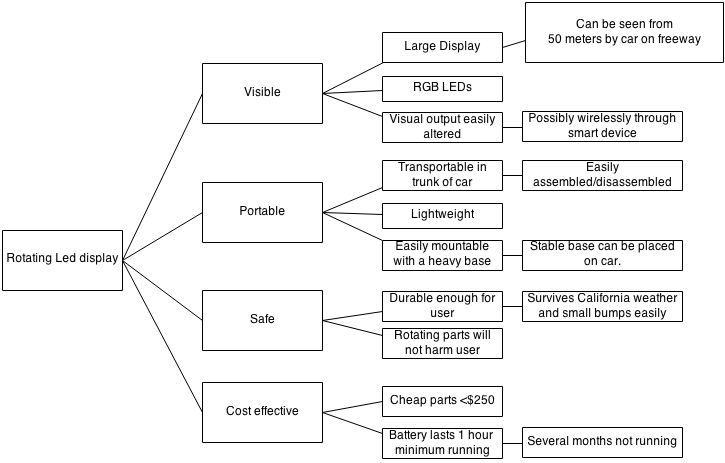 Can be seen from
50 meters by car on freeway
Large Display
Visible
RGB LEDs
Visual output easily
altered
Possibly wirelessly through
smart device
Transportable in
trunk of car
Easily
assembled/disassembled
Portable
Lightweight
Easily mountable
with a heavy base
Stable base can be placed
on car.
Rotating Led display
Durable enough for
user
Survives California weather
and small bumps easily
Safe
Rotating parts will
not harm user
Cheap parts <$250
Cost effective
Battery lasts 1 hour
minimum running
Several months not running